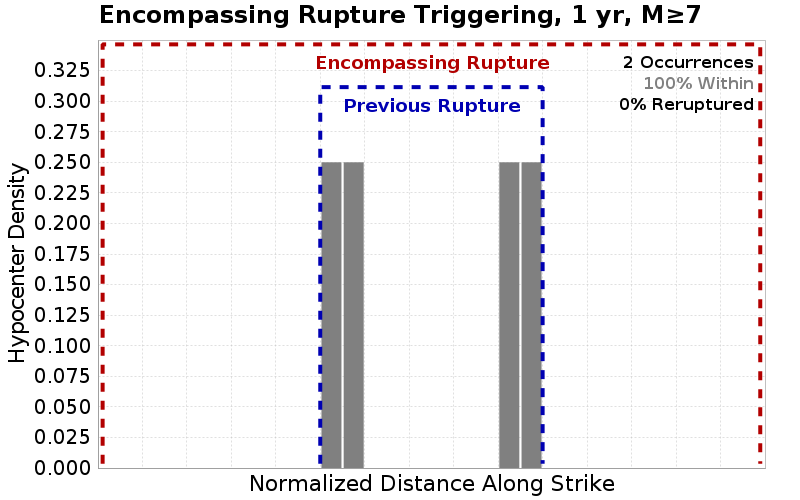 Encompassing Rupture Triggering, 1 yr, M≥7
Encompassing Rupture
Previous Rupture
2 Occurrences
100% Within
0% Reruptured
Hypocenter Density
0.325
0.300
0.275
0.250
0.225
0.200
0.175
0.150
0.125
0.100
0.075
0.050
0.025
0.000
Normalized Distance Along Strike